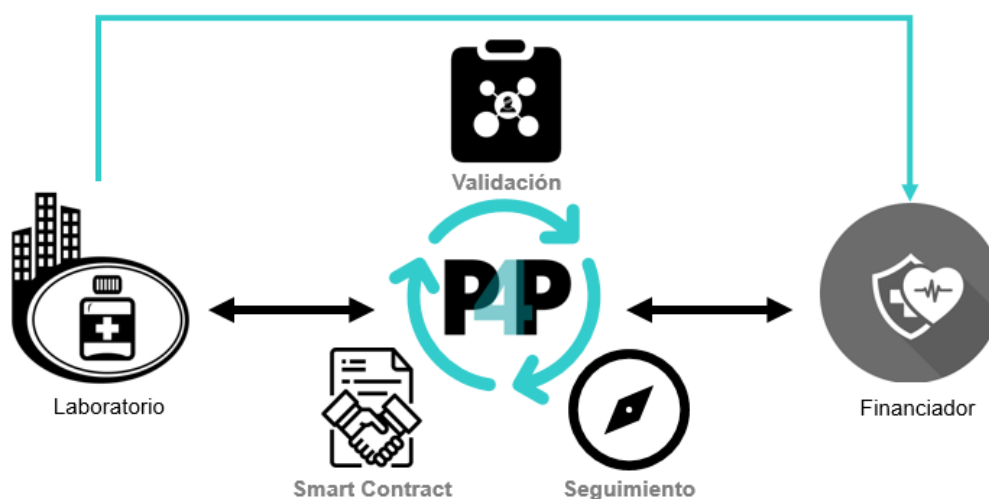 Validación
P4P
Laboratorio
Financiador
Smart Contract
Seguimiento